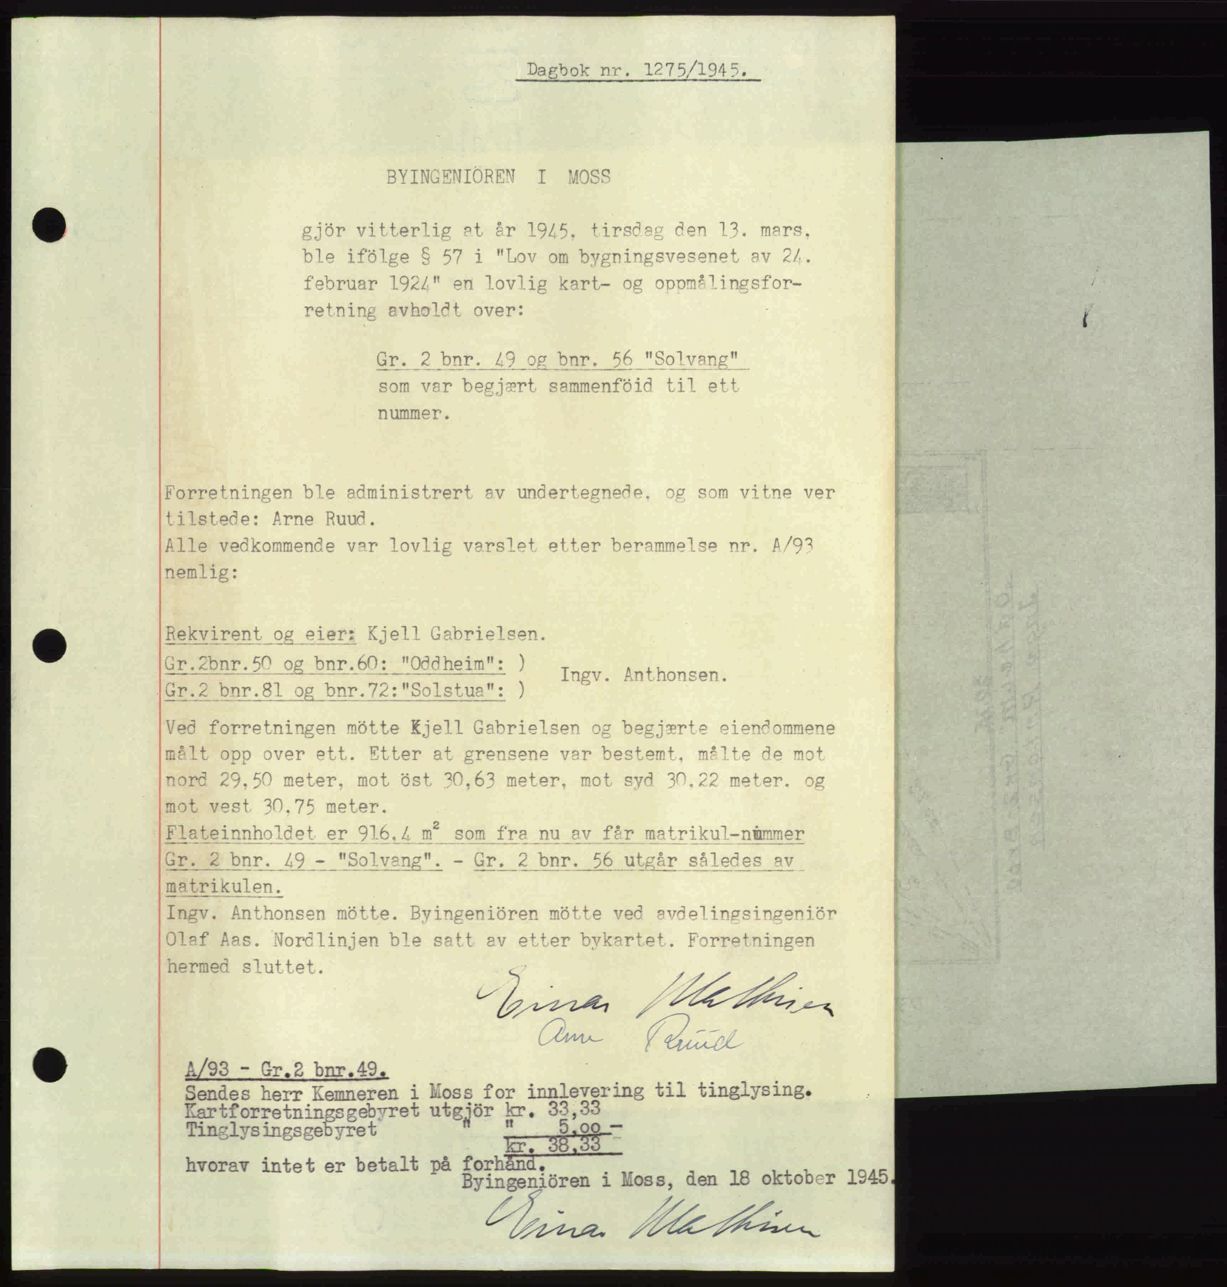 Dagbok nr. 1275/1945.
BYINGENIÖREN I MOSS
gjör vitterlig at år 1945, tirsdag den 13. mars,
ble ifölge § 57 i "Lov om bygningsvesenet av 24.
februar 1924" en lovlig kart- og oppmålingsfor-
retning avholdt over:
Gr. 2 bnr. 49 og bnr. 56 "Solvang"
som var begjært sammenföid til ett
nummer.
Forretningen ble administrert av undertegnede, og som vitne ver
tilstede: Arne Ruud.
Alle vedkommende var lovlig varslet etter berammelse nr. A/93
nemlig:
Rekvirent og eier: Kjell Gabrielsen.
Gr.2bnr.50 og bnr.60: "Oddheim": )
Ingv. Anthonsen.
Gr.2 bnr.81 og bnr.72:"Solstua": )
Ved forretningen mötte Kjell Gabrielsen og begjærte eiendommene
målt opp over ett. Etter at grensene var bestemt, målte de mot
nord 29,50 meter, mot öst 30,63 meter, mot syd 30,22 meter. og
mot vest 30.75 meter.
Flateinnholdet er 916,4 m² som fra nu av får matrikul-nummer
Gr. 2 bnr. 49 - "Solvang". - Gr. 2 bnr. 56 utgår således av
matrikulen.
Ingv. Anthonsen mötte. Byingeniören mötte ved avdelingsingeniör
Olaf Aas. Nordlinjen ble satt av etter bykartet. Forretningen
hermed sluttet.
Einar Mathisen
Arne Ruud
A/93 - Gr.2 bnr.49.
Sendes herr Kemneren i Moss for innlevering til tinglysing.
Kartforretningsgebyret utgjör kr. 33,33
Tinglysingsgebyret " " 5,00 -
kr. 38,33
hvorav intet er betalt på forhånd.
Byingeniören i Moss, den 18 oktober 1945.
Einar Mathisen